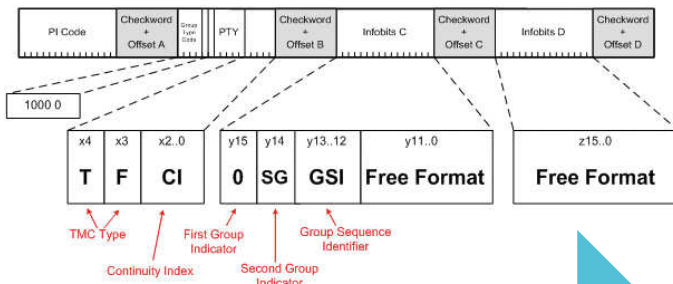 PI Code
Checkword
+
Offset A
Group
Type
Code
PTY
Checkword
+
Offset B
Infobits C
Checkword
+
Offset C
Infobits D
Checkword
+
Offset D
1000 0
x4
x3
x2..0
y15
y14
y13..12
y11..0
z15..0
T
F
CI
0
SG
GSI
Free Format
Free Format
TMC Type
First Group
Indicator
Group Sequence
Identifier
Continuity Index
Second Group
Indicator